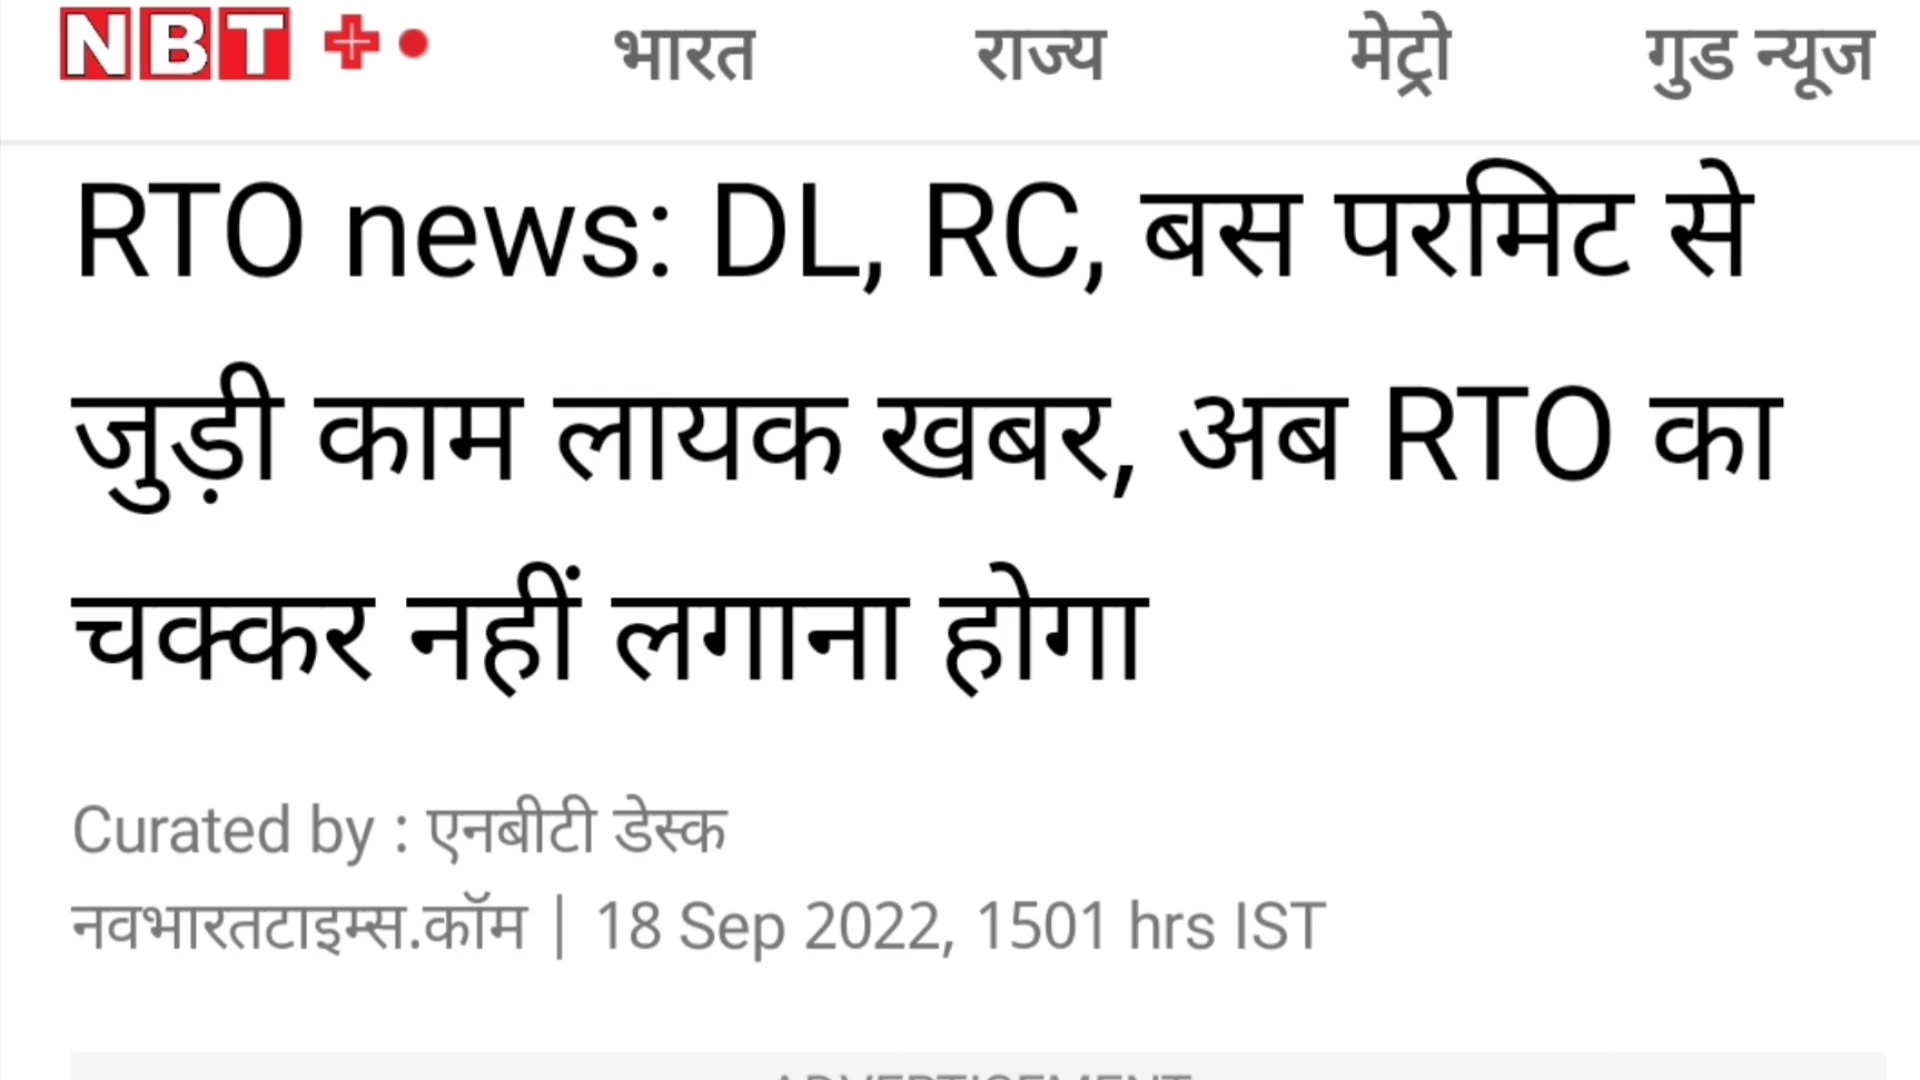 NBT + भारत राज्य मेट्रो गुड न्यूज
RTO news: DL, RC, बस परमिट से
जुड़ी काम लायक खबर, अब RTO का
चक्कर नहीं लगाना होगा
Curated by : एनबीटी डेस्क
नवभारतटाइम्स.कॉम | 18 Sep 2022, 1501 hrs IST
ADVERTISEMENT